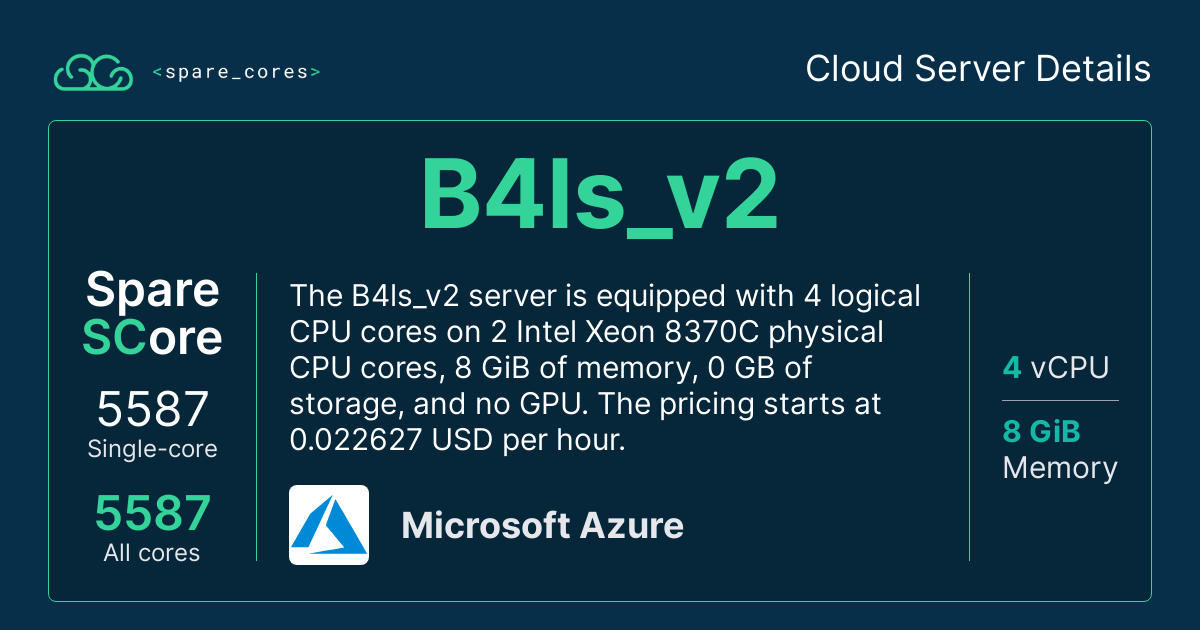 <spare_cores>
Cloud Server Details
B4ls_v2
Spare
SCore
5587
Single-core
5587
All cores
The B4ls_v2 server is equipped with 4 logical
CPU cores on 2 Intel Xeon 8370C physical
CPU cores, 8 GiB of memory, 0 GB of
storage, and no GPU. The pricing starts at
0.022627 USD per hour.
Microsoft Azure
4 vCPU
8 GiB
Memory